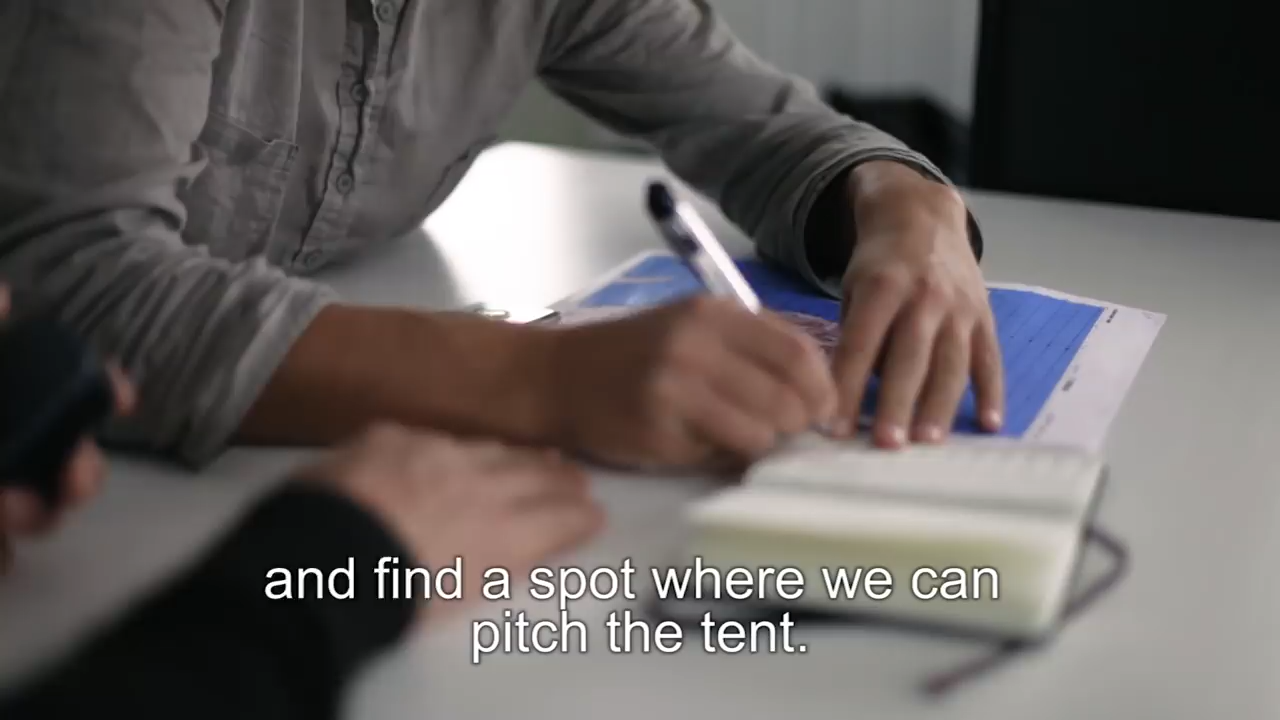 and find a spot where we can
pitch the tent.